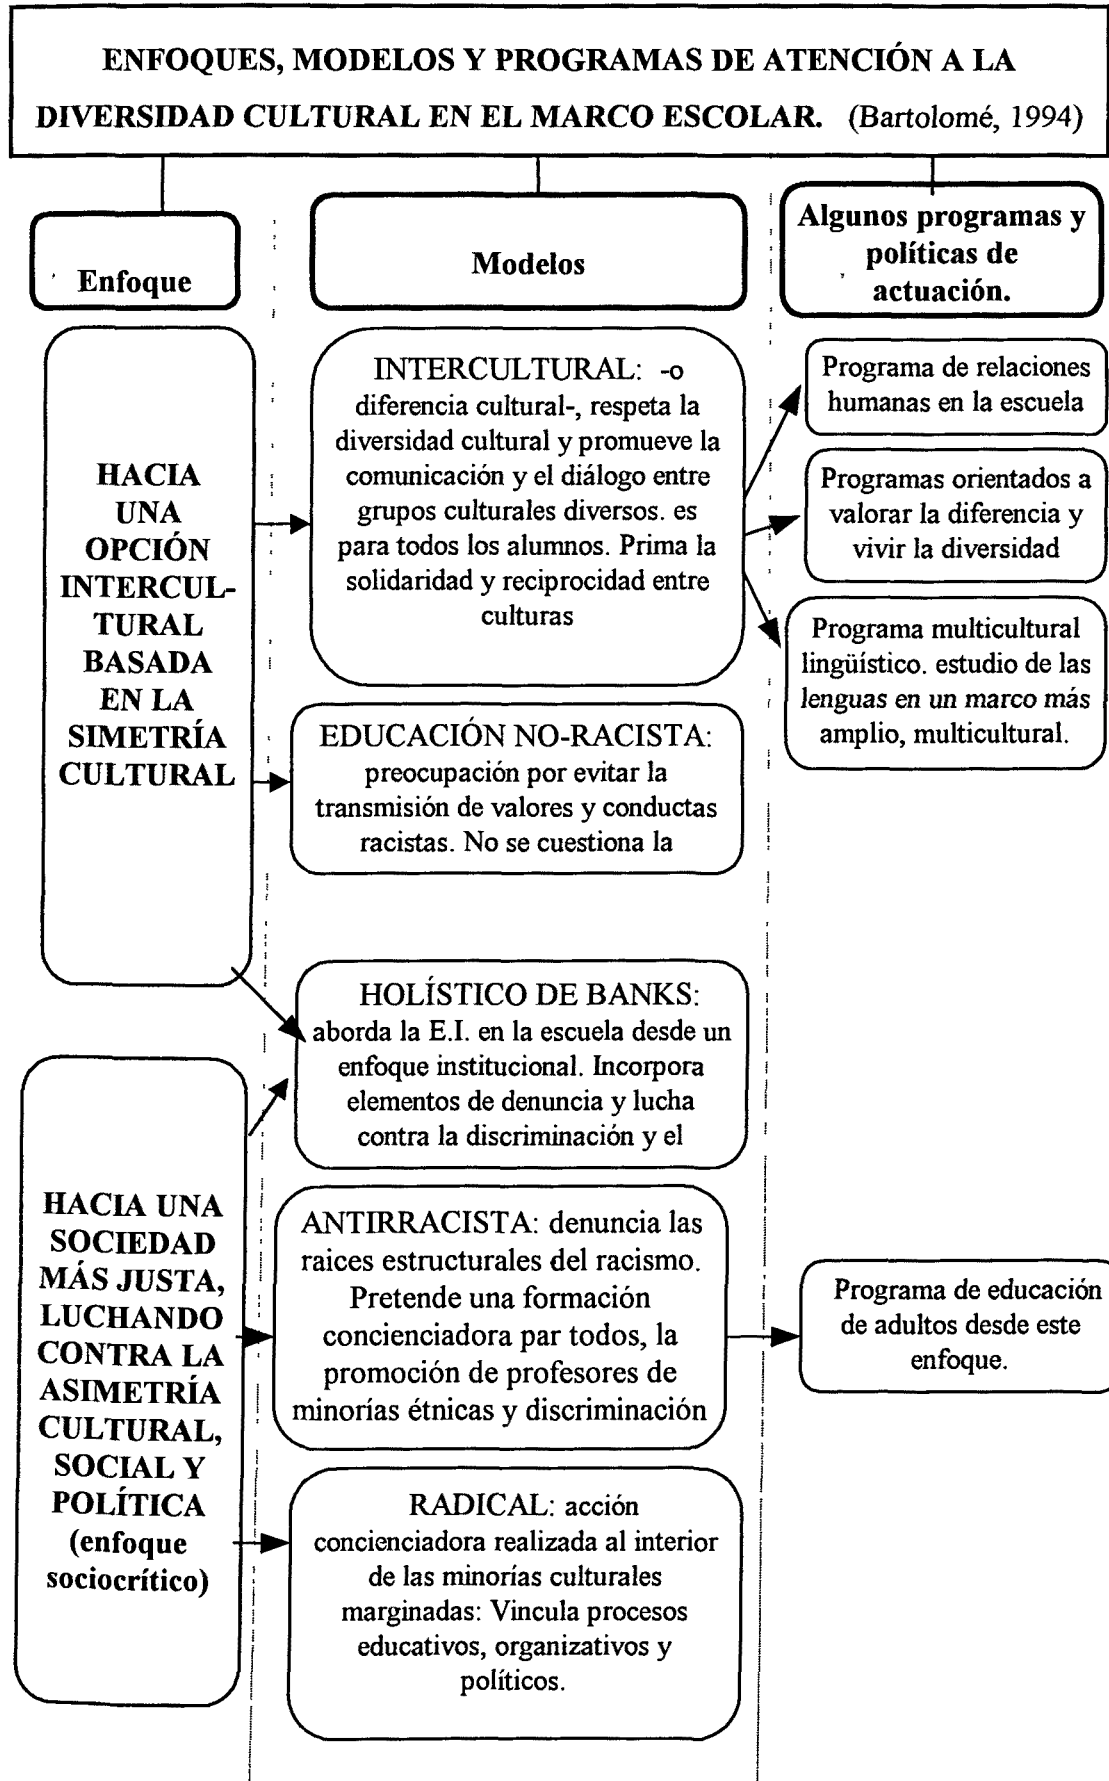 ENFOQUES, MODELOS Y PROGRAMAS DE ATENCIÓN A LA
DIVERSIDAD CULTURAL EN EL MARCO ESCOLAR. (Bartolomé, 1994)
Enfoque
Modelos
Algunos programas y
políticas de
actuación.
HACIA
UNA
OPCIÓN
INTERCUL-
TURAL
BASADA
EN LA
SIMETRÍA
CULTURAL
INTERCULTURAL: -o
diferencia cultural-, respeta la
diversidad cultural y promueve la
comunicación y el diálogo entre
grupos culturales diversos. es
para todos los alumnos. Prima la
solidaridad y reciprocidad entre
culturas
Programa de relaciones
humanas en la escuela
Programas orientados a
valorar la diferencia y
vivir la diversidad
Programa multicultural
lingüístico. estudio de las
lenguas en un marco más
amplio, multicultural.
EDUCACIÓN NO-RACISTA:
preocupación por evitar la
transmisión de valores y conductas
racistas. No se cuestiona la
HOLÍSTICO DE BANKS:
aborda la E.I. en la escuela desde un
enfoque institucional. Incorpora
elementos de denuncia y lucha
contra la discriminación y el
HACIA UNA
SOCIEDAD
MÁS JUSTA,
LUCHANDO
CONTRA LA
ASIMETRÍA
CULTURAL,
SOCIAL Y
POLÍTICA
(enfoque
sociocrítico)
ANTIRRACISTA: denuncia las
raices estructurales del racismo.
Pretende una formación
concienciadora par todos, la
promoción de profesores de
minorías étnicas y discriminación
Programa de educación
de adultos desde este
enfoque.
RADICAL: acción
concienciadora realizada al interior
de las minorías culturales
marginadas: Vincula procesos
educativos, organizativos y
políticos.